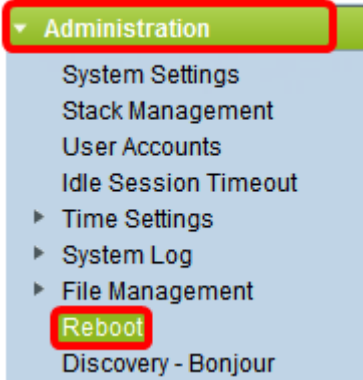 Administration
System Settings
Stack Management
User Accounts
Idle Session Timeout
Time Settings
System Log
File Management
Reboot
Discovery - Bonjour